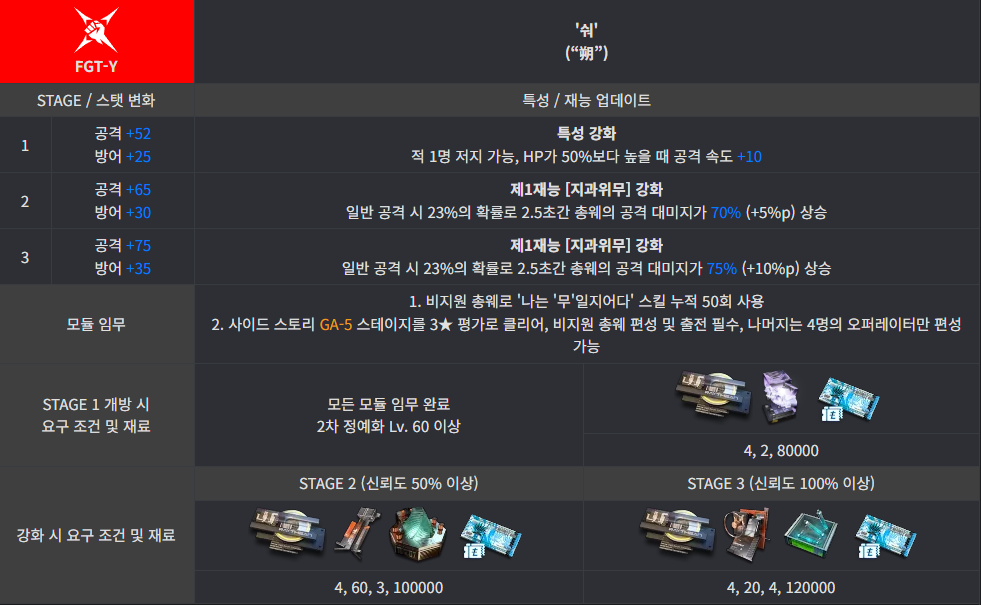 FGT-Y
'숴'
(“朔”)
STAGE / 스탯 변화
특성 / 재능 업데이트
1
공격 +52
방어 +25
특성 강화
적 1명 저지 가능, HP가 50%보다 높을 때 공격 속도 +10
2
공격 +65
방어 +30
제1재능 [지과위무] 강화
일반 공격 시 23%의 확률로 2.5초간 총웨의 공격 대미지가 70% (+5%p) 상승
3
공격 +75
방어 +35
제1재능 [지과위무] 강화
일반 공격 시 23%의 확률로 2.5초간 총웨의 공격 대미지가 75% (+10%p) 상승
모듈 임무
1. 비지원 총웨로 '나는 '무'일지어다' 스킬 누적 50회 사용
2. 사이드 스토리 GA-5 스테이지를 3★ 평가로 클리어, 비지원 총웨 편성 및 출전 필수, 나머지는 4명의 오퍼레이터만 편성
가능
STAGE 1 개방 시
요구 조건 및 재료
모든 모듈 임무 완료
2차 정예화 Lv. 60 이상
4, 2, 80000
강화 시 요구 조건 및 재료
STAGE 2 (신뢰도 50% 이상)
STAGE 3 (신뢰도 100% 이상)
4, 60, 3, 100000
4, 20, 4, 120000